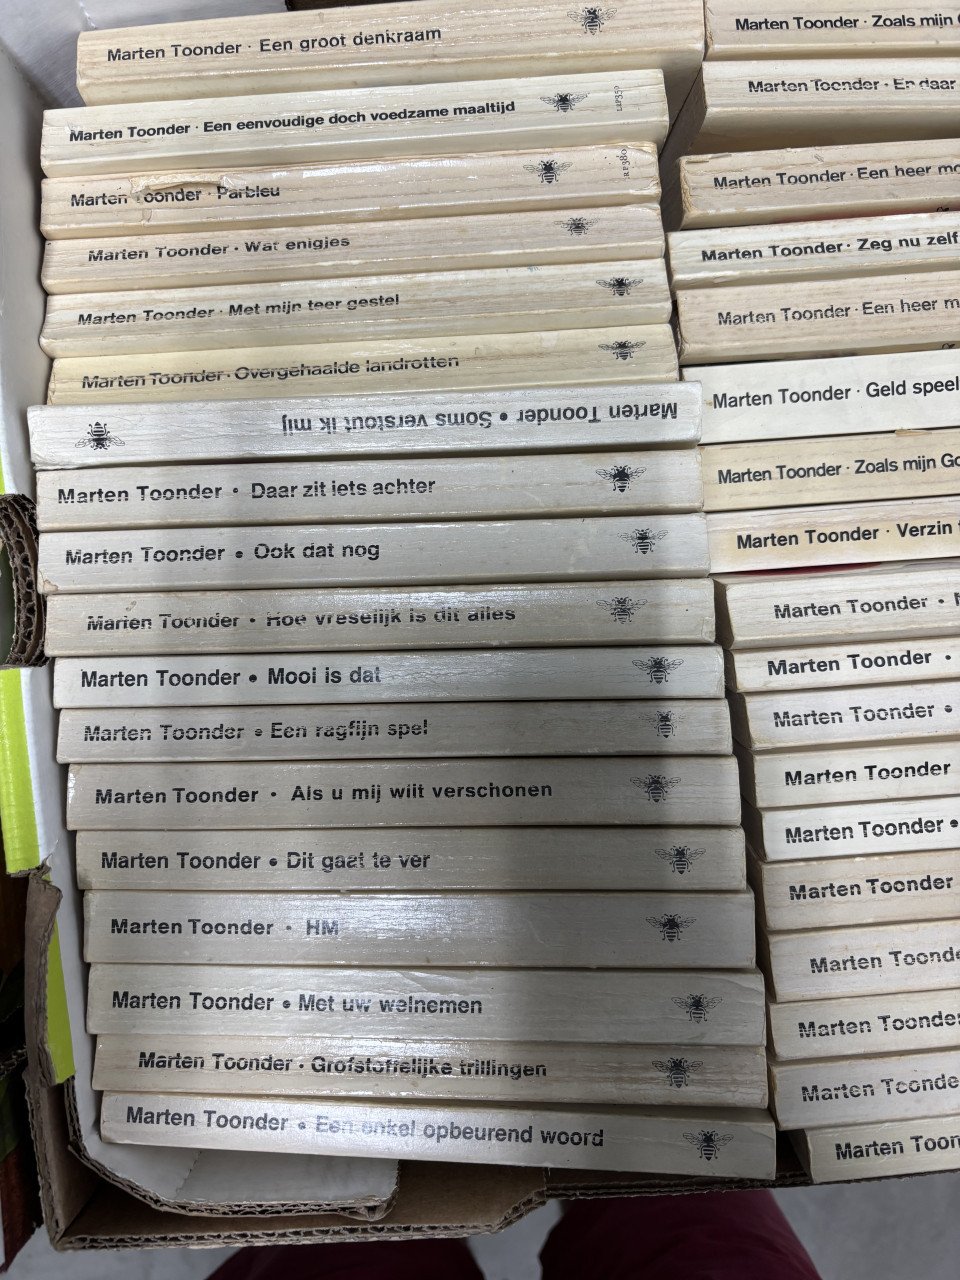 Marten Toonder · Een groot denkraam
Marten Toonder · Een eenvoudige doch voedzame maaltijd
Marten Toonder · Parbleu
Marten Toonder · Wat enigjes
Marten Toonder · Met mijn teer gestel
Marten Toonder · Overgehaalde landrotten
Marten Toonder • Soms verstout ik mij
Marten Toonder • Daar zit iets achter
Marten Toonder • Ook dat nog
Marten Toonder • Hoe vreselijk is dit alles
Marten Toonder • Mooi is dat
Marten Toonder • Een ragfijn spel
Marten Toonder • Als u mij wilt verschonen
Marten Toonder • Dit gaat te ver
Marten Toonder • HM
Marten Toonder • Met uw welnemen
Marten Toonder • Grofstoffelijke trillingen
Marten Toonder • Een enkel opbeurend woord
Marten Toonder · Zoals mijn
Marten Toonder · En daar
Marten Toonder · Een heer mo
Marten Toonder · Zeg nu zelf
Marten Toonder · Een heer m
Marten Toonder · Geld speel
Marten Toonder · Zoals mijn Go
Marten Toonder · Verzin
Marten Toonder •
Marten Toonder •
Marten Toonder •
Marten Toonder
Marten Toonder •
Marten Toonder
Marten Toonde
Marten Toonder
Marten Toonde
Marten Toon